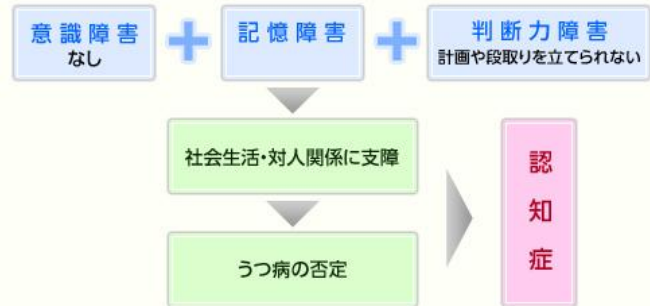 意識障害
なし
+
記憶障害
+
判断力障害
計画や段取りを立てられない
社会生活・対人関係に支障
うつ病の否定
認知症